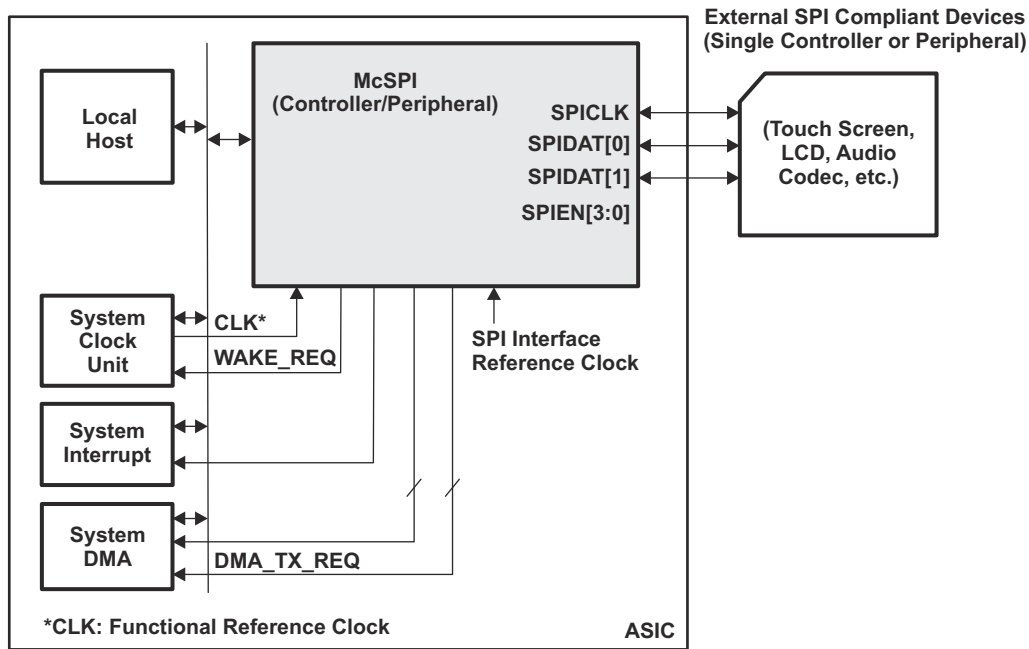 External SPI Compliant Devices
(Single Controller or Peripheral)
McSPI
(Controller/Peripheral)
Local
Host
SPICLK
SPIDAT[0]
SPIDAT[1]
SPIEN[3:0]
(Touch Screen,
LCD, Audio
Codec, etc.)
System
Clock
Unit
CLK*
WAKE_REQ
SPI Interface
Reference Clock
System
Interrupt
System
DMA
DMA_TX_REQ
*CLK: Functional Reference Clock
ASIC